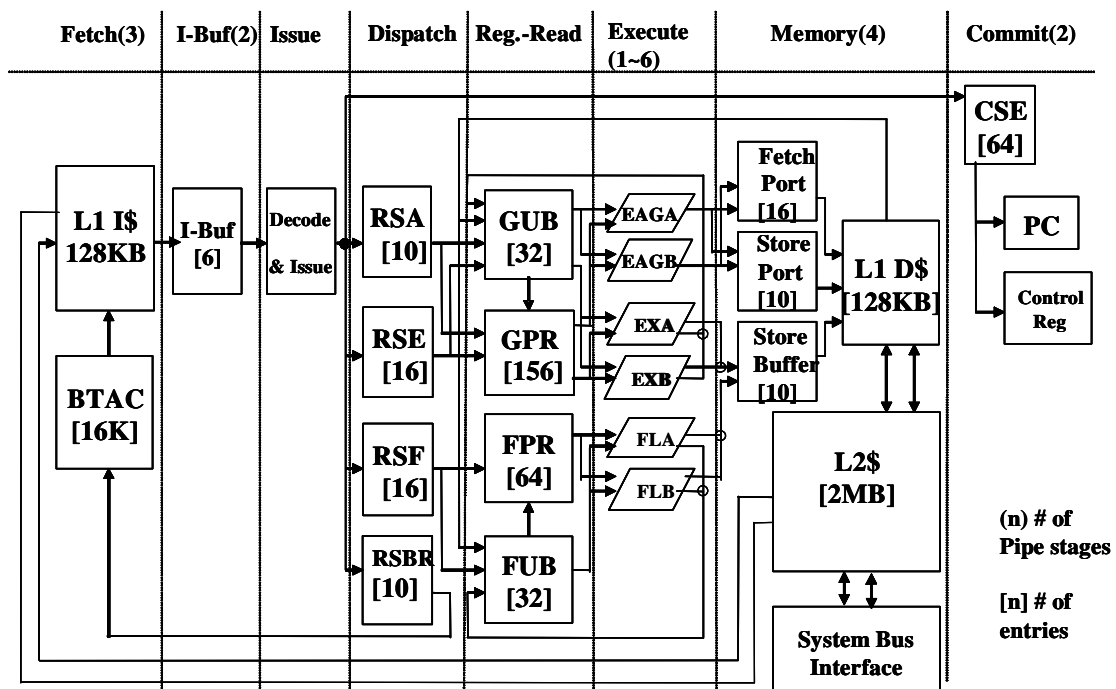 Fetch(3) I-Buf(2) Issue Dispatch Reg.-Read Execute Memory(4) Commit(2)
(1~6)
L1 I$
128KB
BTAC
[16K]
I-Buf
[6]
Decode
& Issue
RSA
[10]
RSE
[16]
RSF
[16]
RSBR
[10]
GUB
[32]
GPR
[156]
FPR
[64]
FUB
[32]
EAGA
EAGB
EXA
EXB
FLA
FLB
Fetch
Port
[16]
Store
Port
[10]
Store
Buffer
[10]
L1 D$
[128KB]
L2$
[2MB]
System Bus
Interface
CSE
[64]
PC
Control
Reg
(n) # of
Pipe stages
[n] # of
entries